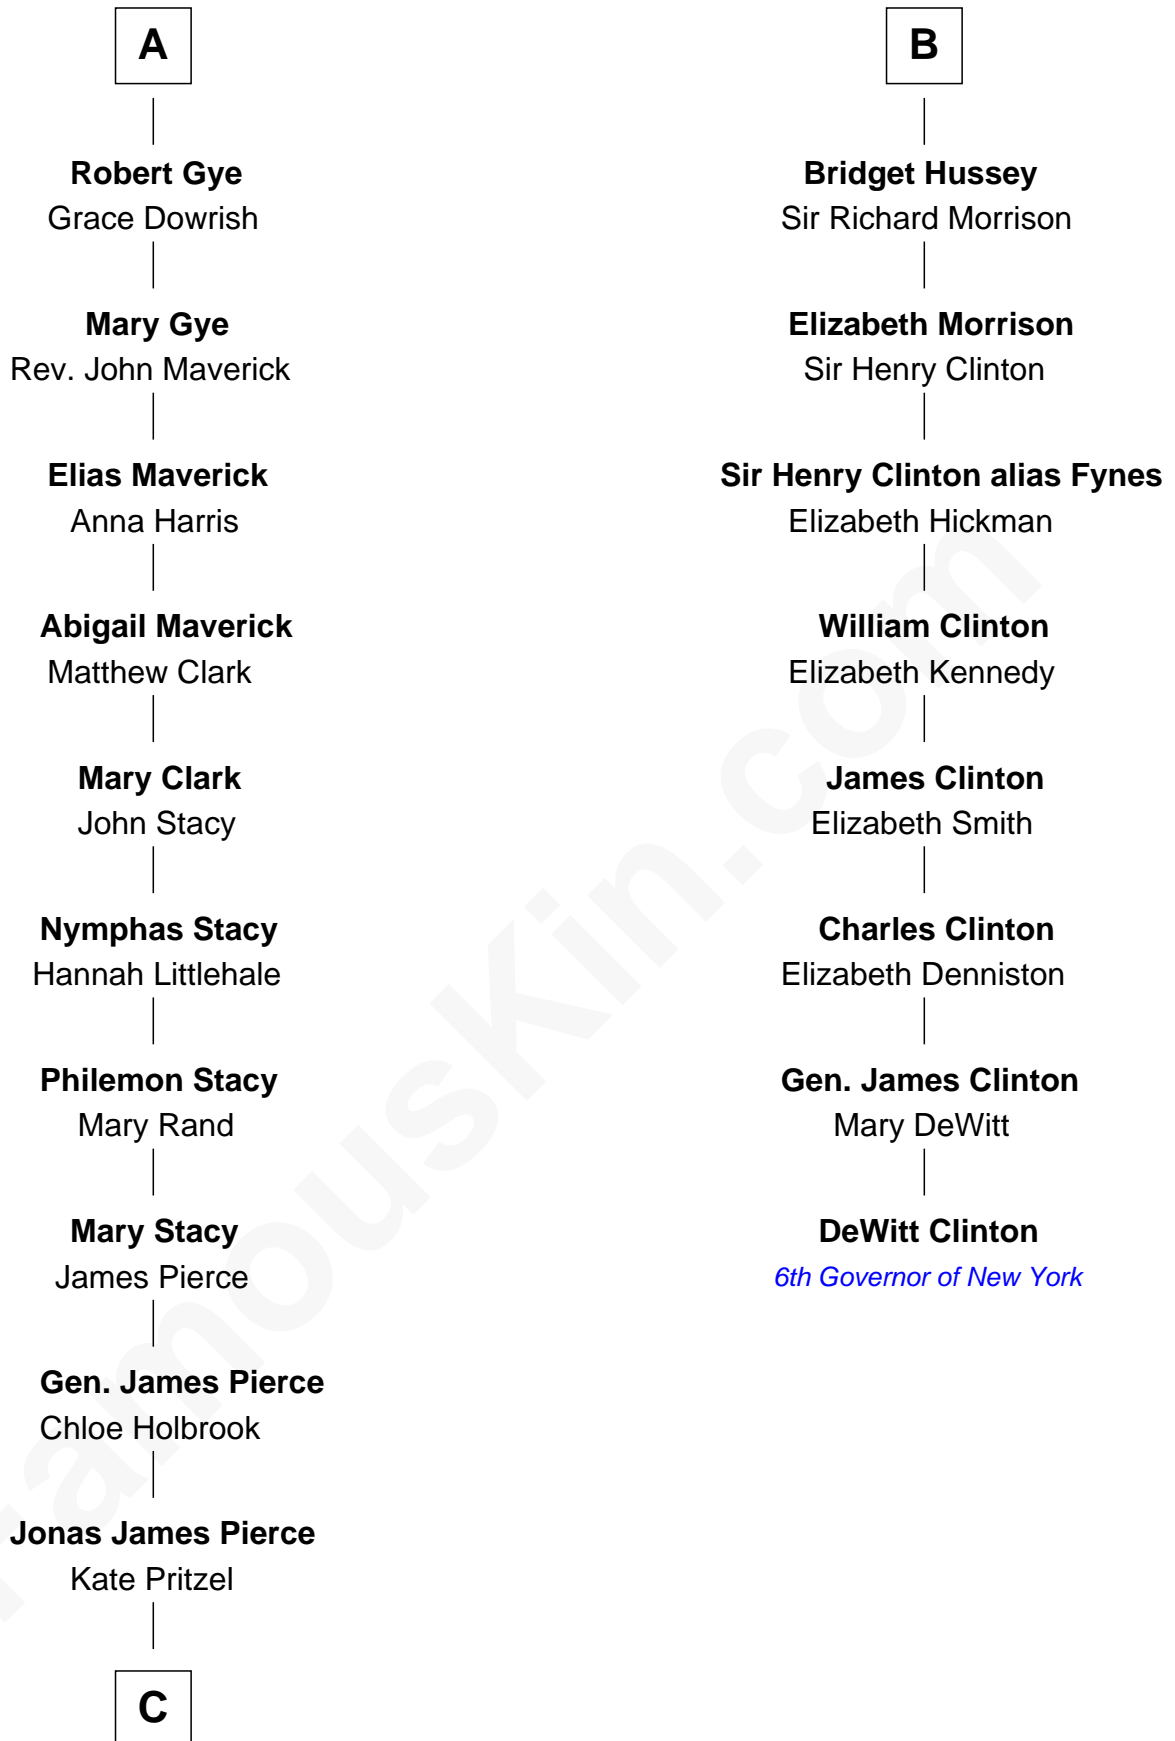 A
Robert Gye
Grace Dowrish
Mary Gye
Rev. John Maverick
Elias Maverick
Anna Harris
Abigail Maverick
Matthew Clark
Mary Clark
John Stacy
Nymphas Stacy
Hannah Littlehale
Philemon Stacy
Mary Rand
Mary Stacy
James Pierce
Gen. James Pierce
Chloe Holbrook
Jonas James Pierce
Kate Pritzel
C
B
Bridget Hussey
Sir Richard Morrison
Elizabeth Morrison
Sir Henry Clinton
Sir Henry Clinton alias Fynes
Elizabeth Hickman
William Clinton
Elizabeth Kennedy
James Clinton
Elizabeth Smith
Charles Clinton
Elizabeth Denniston
Gen. James Clinton
Mary DeWitt
DeWitt Clinton
6th Governor of New York
FamousKin.com